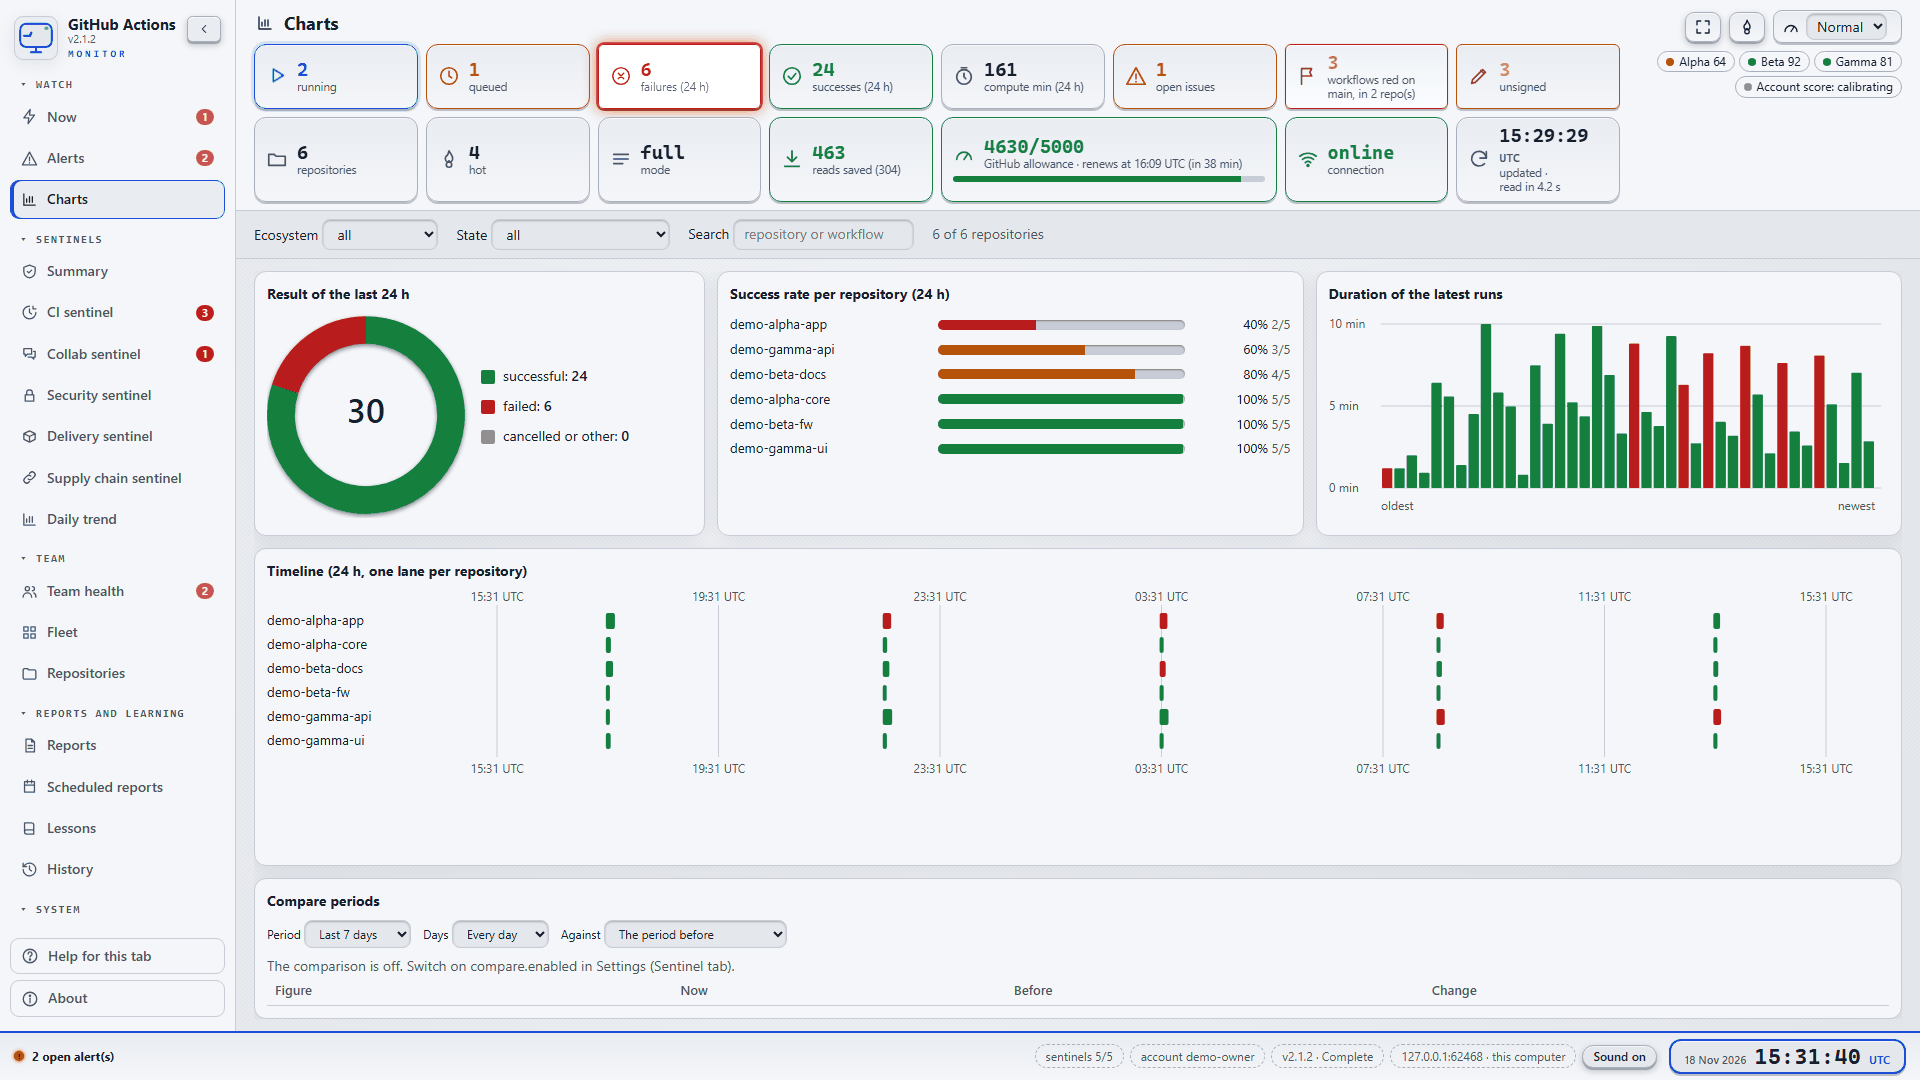 GitHub Actions
v2.1.2
MONITOR
WATCH
Now 1
Alerts 2
Charts
SENTINELS
Summary
CI sentinel 3
Collab sentinel 1
Security sentinel
Delivery sentinel
Supply chain sentinel
Daily trend
TEAM
Team health 2
Fleet
Repositories
REPORTS AND LEARNING
Reports
Scheduled reports
Lessons
History
SYSTEM
Help for this tab
About
Charts
Normal
Alpha 64
Beta 92
Gamma 81
Account score: calibrating
2
running
1
queued
6
failures (24 h)
24
successes (24 h)
161
compute min (24 h)
1
open issues
3
workflows red on
main, in 2 repo(s)
3
unsigned
6
repositories
4
hot
full
mode
463
reads saved (304)
4630/5000
GitHub allowance · renews at 16:09 UTC (in 38 min)
online
connection
15:29:29
UTC
updated ·
read in 4.2 s
Ecosystem all
State all
Search repository or workflow
6 of 6 repositories
Result of the last 24 h
30
successful: 24
failed: 6
cancelled or other: 0
Success rate per repository (24 h)
demo-alpha-app 40% 2/5
demo-gamma-api 60% 3/5
demo-beta-docs 80% 4/5
demo-alpha-core 100% 5/5
demo-beta-fw 100% 5/5
demo-gamma-ui 100% 5/5
Duration of the latest runs
10 min
5 min
0 min
oldest newest
Timeline (24 h, one lane per repository)
15:31 UTC 19:31 UTC 23:31 UTC 03:31 UTC 07:31 UTC 11:31 UTC 15:31 UTC
demo-alpha-app
demo-alpha-core
demo-beta-docs
demo-beta-fw
demo-gamma-api
demo-gamma-ui
15:31 UTC 19:31 UTC 23:31 UTC 03:31 UTC 07:31 UTC 11:31 UTC 15:31 UTC
Compare periods
Period Last 7 days Days Every day Against The period before
The comparison is off. Switch on compare.enabled in Settings (Sentinel tab).
Figure Now Before Change
2 open alert(s)
sentinels 5/5
account demo-owner
v2.1.2 · Complete
127.0.0.1:62468 · this computer
Sound on
18 Nov 2026 15:31:40 UTC